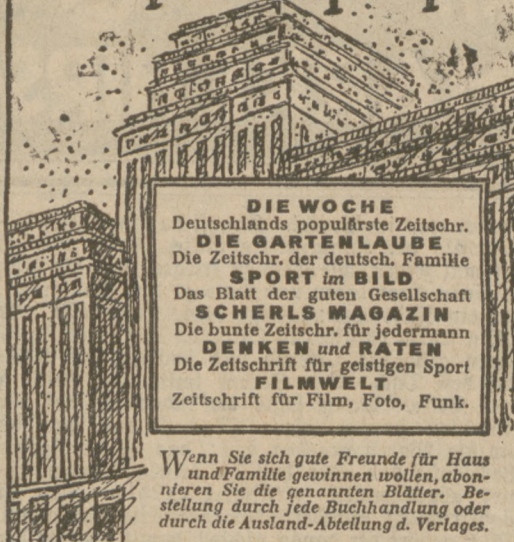 DIE WOCHE
Deutschlands populärste Zeitschr.
DIE GARTENLAUBE
Die Zeitschr. der deutsch. Familie
SPORT im BILD
Das Blatt der guten Gesellschaft
SCHERLS MAGAZIN
Die bunte Zeitschr. für jedermann
DENKEN und RATEN
Die Zeitschrift für geistigen Sport
FILMWELT
Zeitschrift für Film, Foto, Funk.
Wenn Sie sich gute Freunde für Haus
und Familie gewinnen wollen, abon-
nieren Sie die genannten Blätter. Be-
stellung durch jede Buchhandlung oder
durch die Ausland-Abteilung d. Verlages.